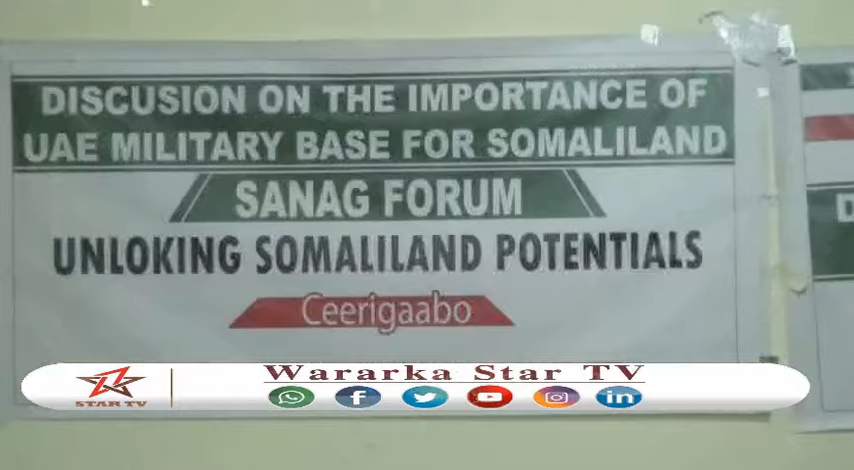 DISCUSION ON THE IMPORTANCE OF
UAE MILITARY BASE FOR SOMALILAND
SANAG FORUM
UNLOKING SOMALILAND POTENTIALS
Ceerigaabo
D
Wararka Star TV
STAR TV